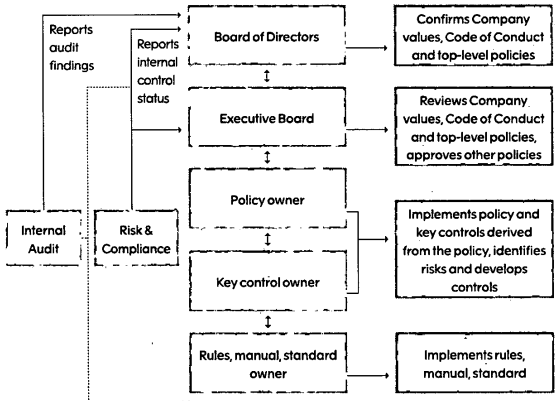 Reports
audit
findings
Reports
internal
control
status
Board of Directors
Confirms Company
values, Code of Conduct
and top-level policies
Executive Board
Reviews Company
values, Code of Conduct
and top-level policies,
approves other policies
Policy owner
Internal
Audit
Risk &
Compliance
Implements policy and
key controls derived
from the policy, identifies
risks and develops
controls
Key control owner
Rules, manual, standard
owner
Implements rules,
manual, standard